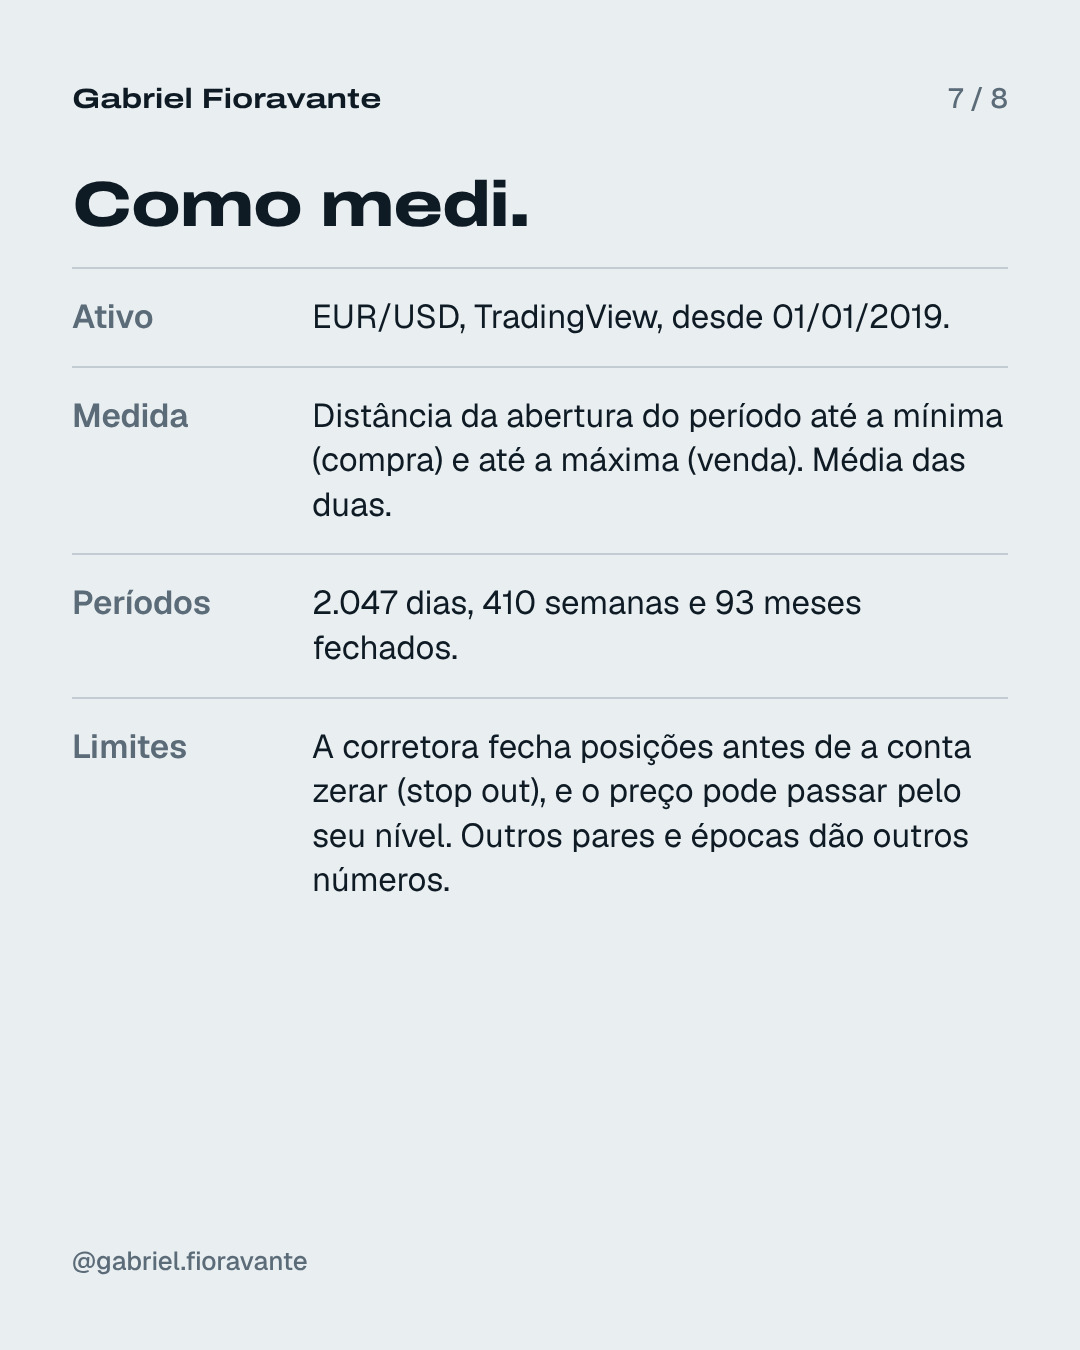 Gabriel Fioravante
7 / 8
Como medi.
Ativo
EUR/USD, TradingView, desde 01/01/2019.
Medida
Distância da abertura do período até a mínima
(compra) e até a máxima (venda). Média das
duas.
Períodos
2.047 dias, 410 semanas e 93 meses
fechados.
Limites
A corretora fecha posições antes de a conta
zerar (stop out), e o preço pode passar pelo
seu nível. Outros pares e épocas dão outros
números.
@gabriel.fioravante